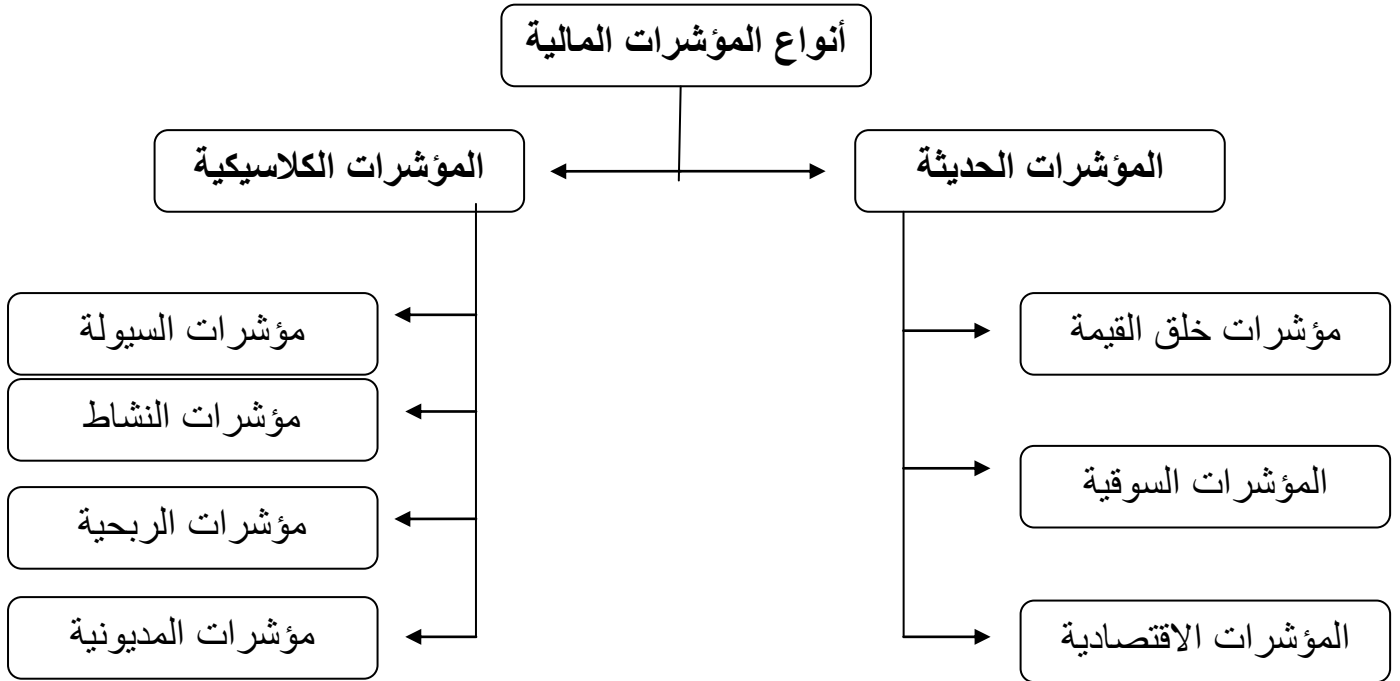 أنواع المؤشرات المالية
المؤشرات الحديثة
المؤشرات الكلاسيكية
مؤشرات خلق القيمة
المؤشرات السوقية
المؤشرات الاقتصادية
مؤشرات السيولة
مؤشرات النشاط
مؤشرات الربحية
مؤشرات المديونية